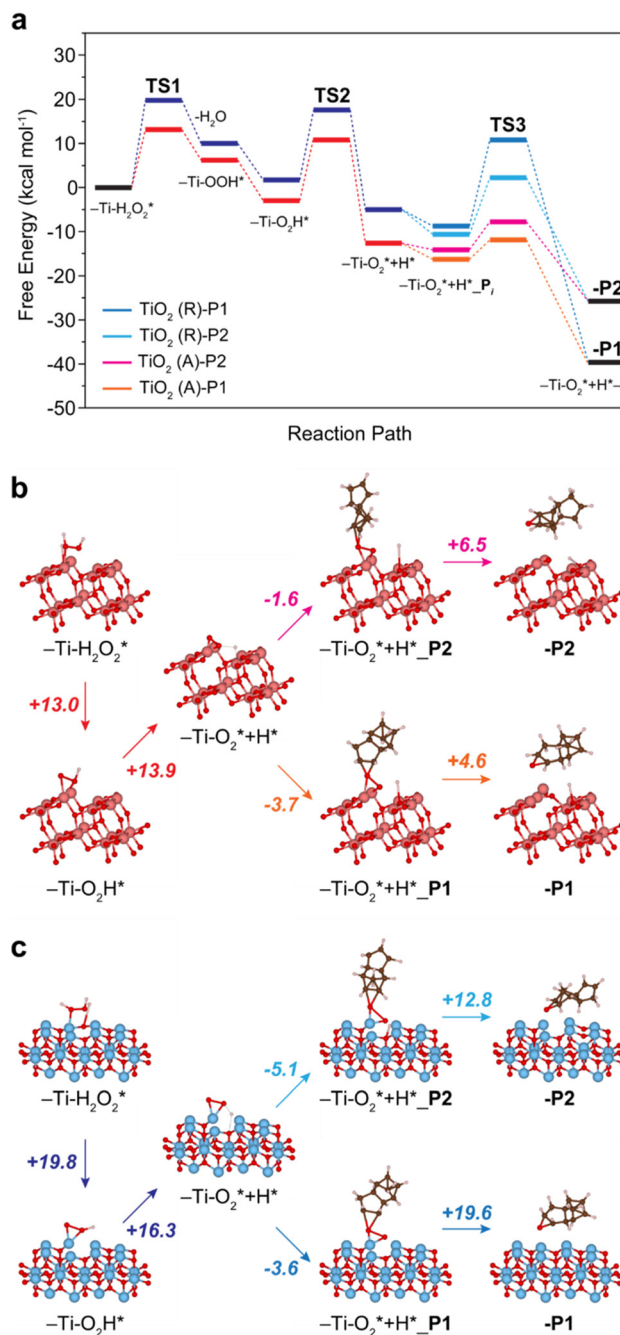 a
30
20
10
0
-10
-20
-30
-40
-50
Free Energy (kcal mol⁻¹)
Reaction Path
TS1
TS2
TS3
-H₂O
–Ti-H₂O₂*
–Ti-OOH*
–Ti-O₂H*
–Ti-O₂*+H*
–Ti-O₂*+H*_Pᵢ
-P2
-P1
–Ti-O₂*+H*–
TiO₂ (R)-P1
TiO₂ (R)-P2
TiO₂ (A)-P2
TiO₂ (A)-P1
b
–Ti-H₂O₂*
+13.0
–Ti-O₂H*
+13.9
–Ti-O₂*+H*
-1.6
–Ti-O₂*+H*_P2
+6.5
-P2
-3.7
–Ti-O₂*+H*_P1
+4.6
-P1
c
–Ti-H₂O₂*
+19.8
–Ti-O₂H*
+16.3
–Ti-O₂*+H*
-5.1
–Ti-O₂*+H*_P2
+12.8
-P2
-3.6
–Ti-O₂*+H*_P1
+19.6
-P1